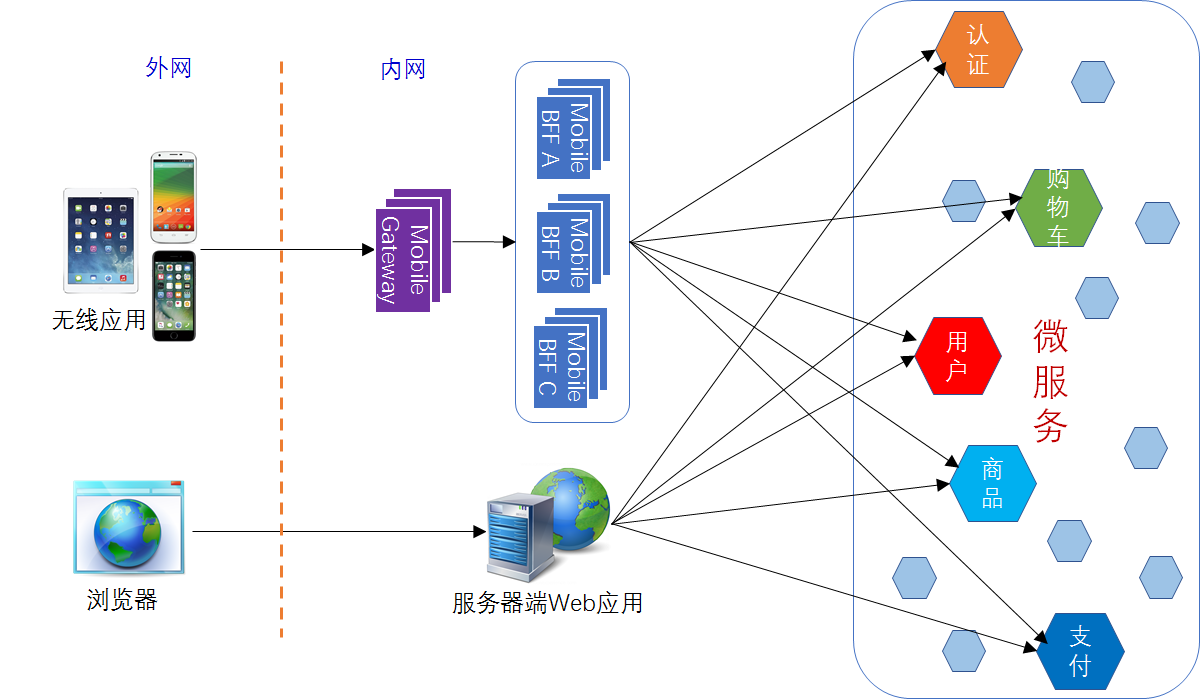 外网
内网
无线应用
Mobile
Gateway
Mobile
BFF A
Mobile
BFF B
Mobile
BFF C
浏览器
服务器端Web应用
认
证
购
物
车
用
户
商
品
支
付
微
服
务